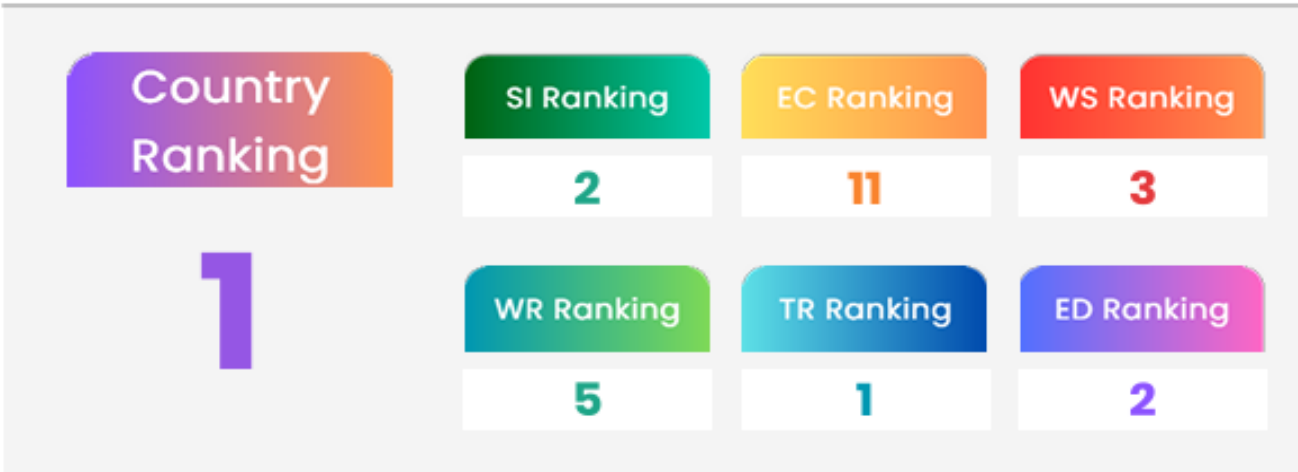 Country
Ranking
1
SI Ranking
2
EC Ranking
11
WS Ranking
3
WR Ranking
5
TR Ranking
1
ED Ranking
2